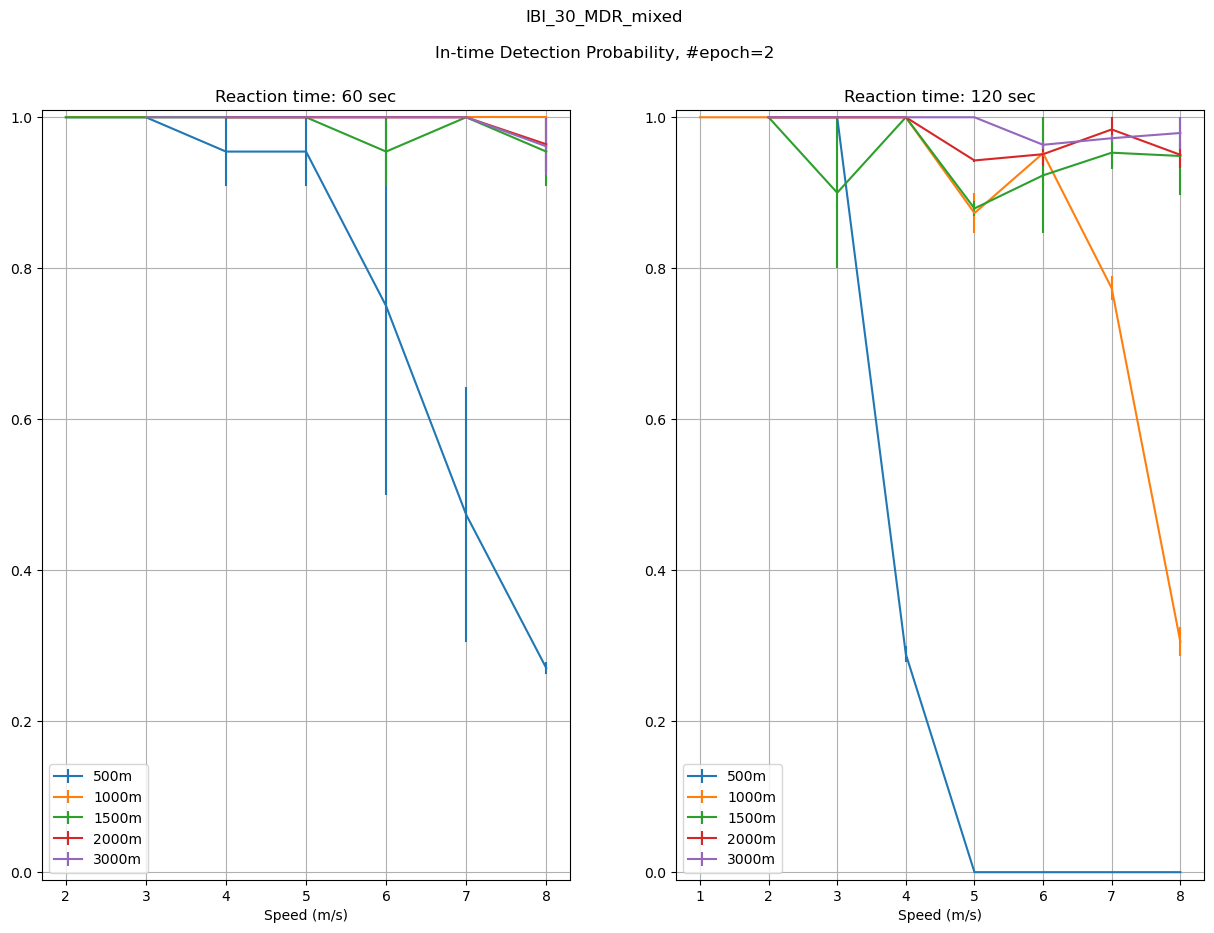 IBI_30_MDR_mixed
In-time Detection Probability, #epoch=2
Reaction time: 60 sec
1.0
0.8
0.6
0.4
0.2
0.0
500m
1000m
1500m
2000m
3000m
2 3 4 5 6 7 8
Speed (m/s)
Reaction time: 120 sec
1.0
0.8
0.6
0.4
0.2
0.0
500m
1000m
1500m
2000m
3000m
1 2 3 4 5 6 7 8
Speed (m/s)